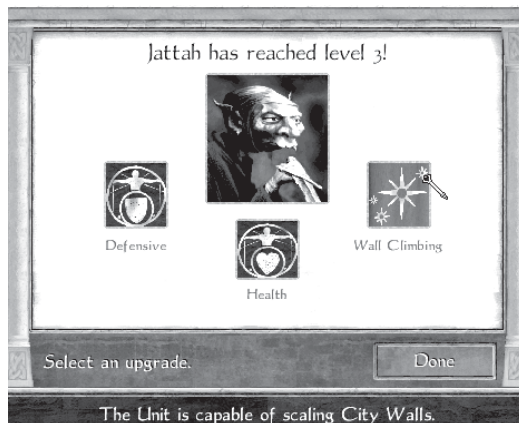 Jattah has reached level 3!
Defensive
Wall Climbing
Health
Select an upgrade.
Done
The Unit is capable of scaling City Walls.